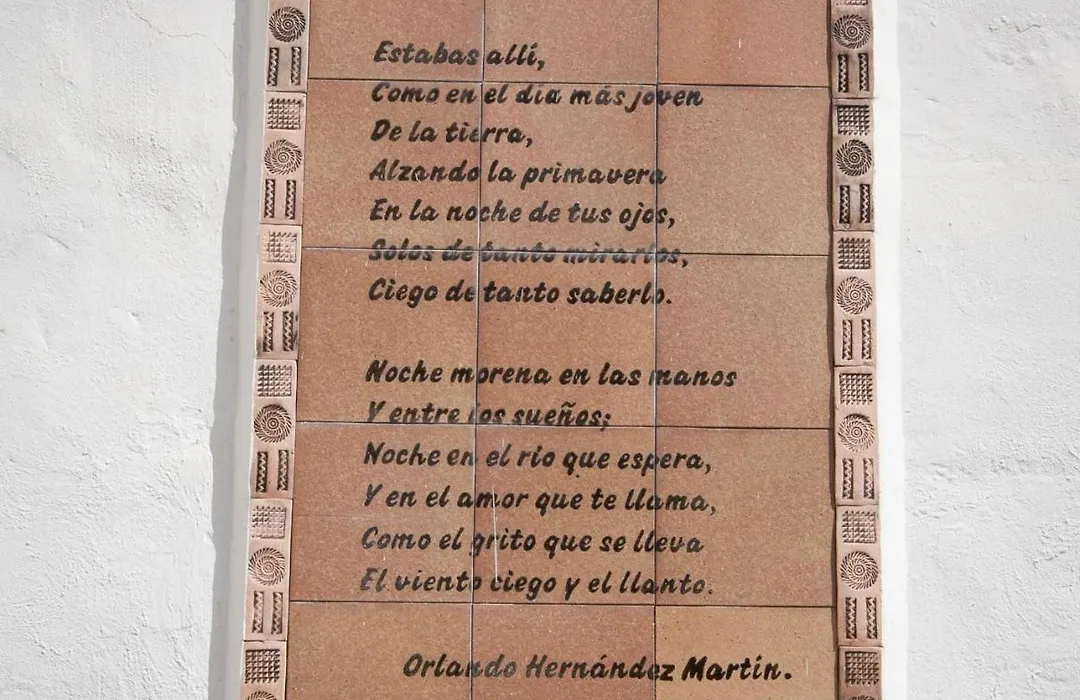 Estabas allí,
Como en el día más joven
De la tierra,
Alzando la primavera
En la noche de tus ojos,
Solos de tanto mirarlos,
Ciego de tanto saberlo.
Noche morena en las manos
Y entre los sueños;
Noche en el río que espera,
Y en el amor que te llama,
Como el grito que se lleva
El viento ciego y el llanto.
Orlando Hernández Martín.